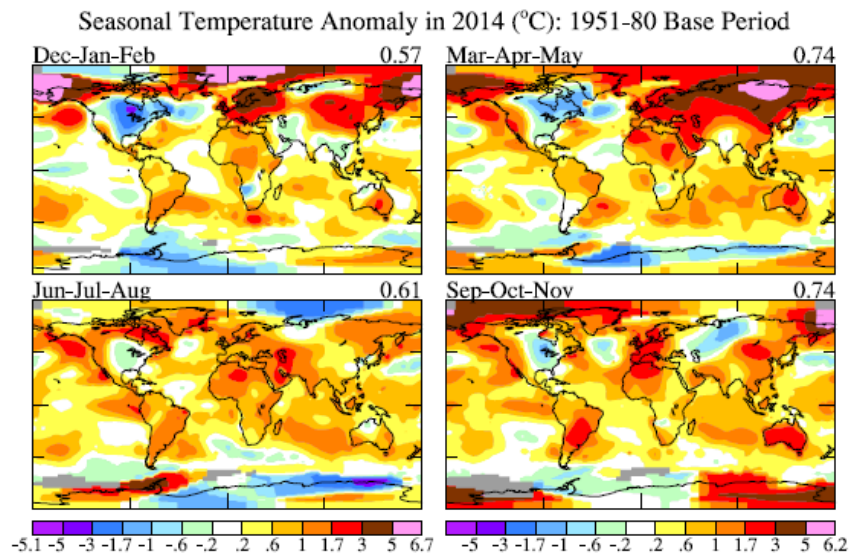 Seasonal Temperature Anomaly in 2014 (°C): 1951-80 Base Period
Dec-Jan-Feb 0.57
Mar-Apr-May 0.74
Jun-Jul-Aug 0.61
Sep-Oct-Nov 0.74
-5.1 -5 -3 -1.7 -1 -.6 -.2 .2 .6 1 1.7 3 5 6.7
-5.1 -5 -3 -1.7 -1 -.6 -.2 .2 .6 1 1.7 3 5 6.2